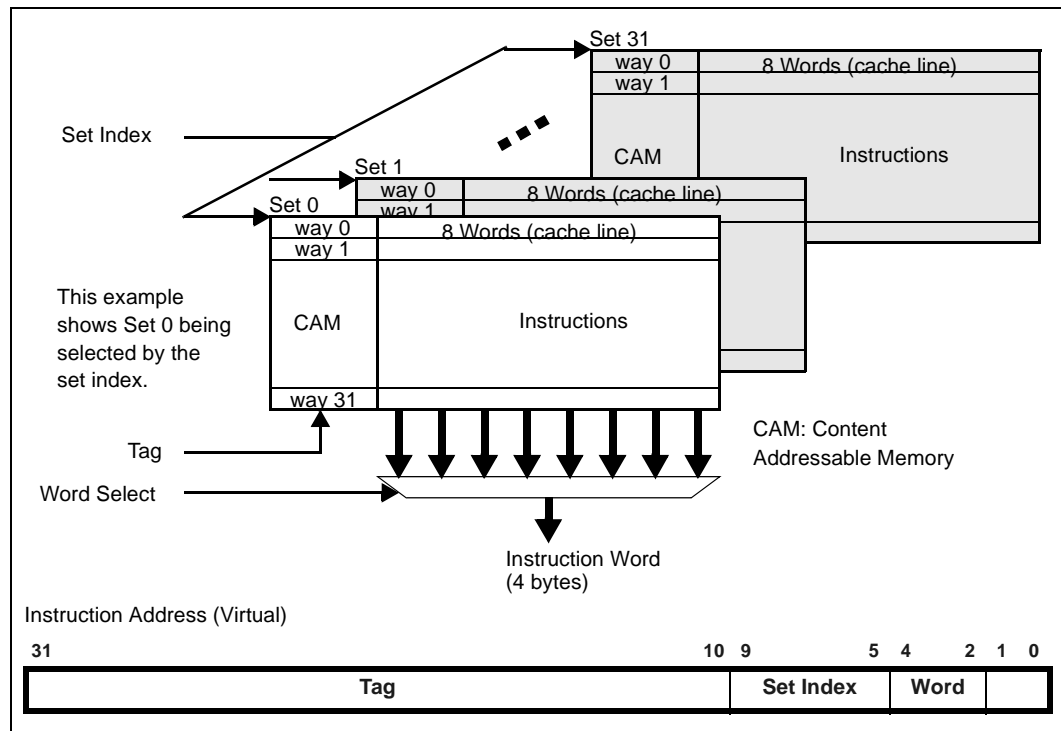 Set 31
way 0
8 Words (cache line)
way 1
Set Index
CAM
Instructions
Set 1
way 0
8 Words (cache line)
way 1
Set 0
way 0
8 Words (cache line)
way 1
This example
shows Set 0 being
selected by the
set index.
CAM
Instructions
way 31
Tag
CAM: Content
Addressable Memory
Word Select
Instruction Word
(4 bytes)
Instruction Address (Virtual)
31 10 9 5 4 2 1 0
Tag Set Index Word